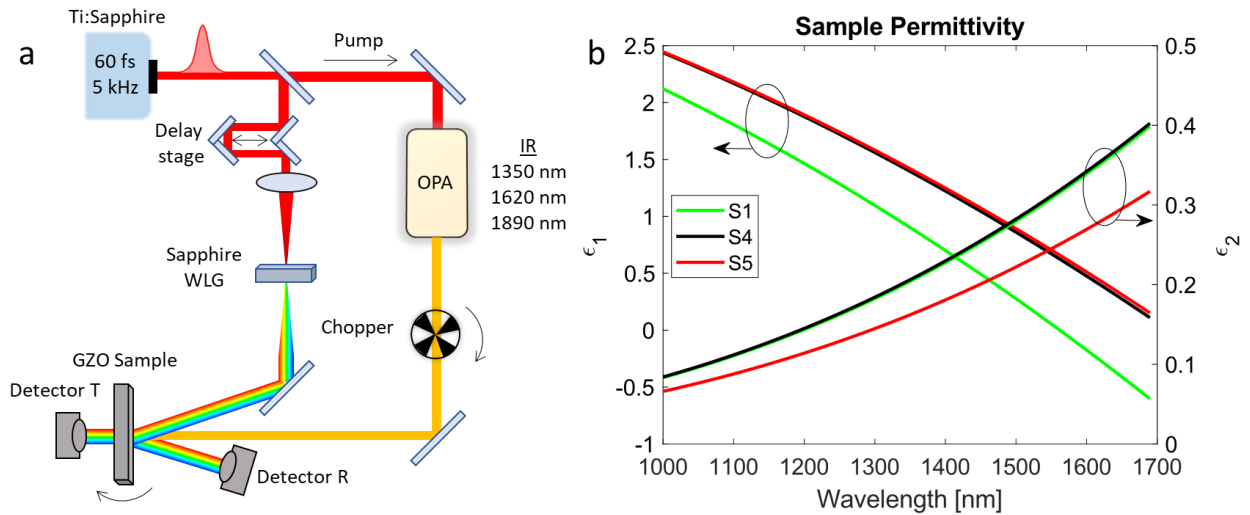 a
Ti:Sapphire
60 fs
5 kHz
Pump
Delay
stage
OPA
IR
1350 nm
1620 nm
1890 nm
Sapphire
WLG
Chopper
GZO Sample
Detector T
Detector R
b
Sample Permittivity
2.5
2
1.5
1
0.5
0
-0.5
-1
ϵ1
S1
S4
S5
0.5
0.4
0.3
0.2
0.1
0
ϵ2
1000 1100 1200 1300 1400 1500 1600 1700
Wavelength [nm]